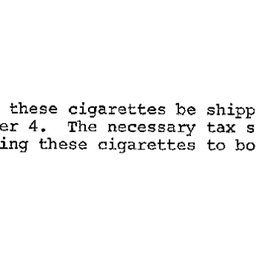 these cigarettes be shipp
er 4. The necessary tax s
ing these cigarettes to bo